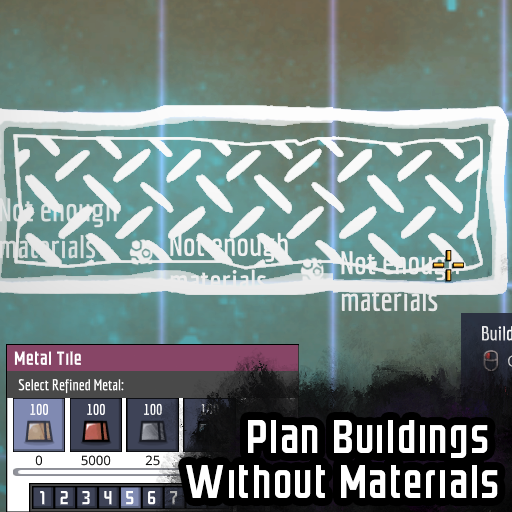 Not enough
materials
Not enough
materials
Not enough
materials
Metal Tile
Select Refined Metal:
100 100 100
0 5000 25
1 2 3 4 5 6 7
Plan Buildings
Without Materials